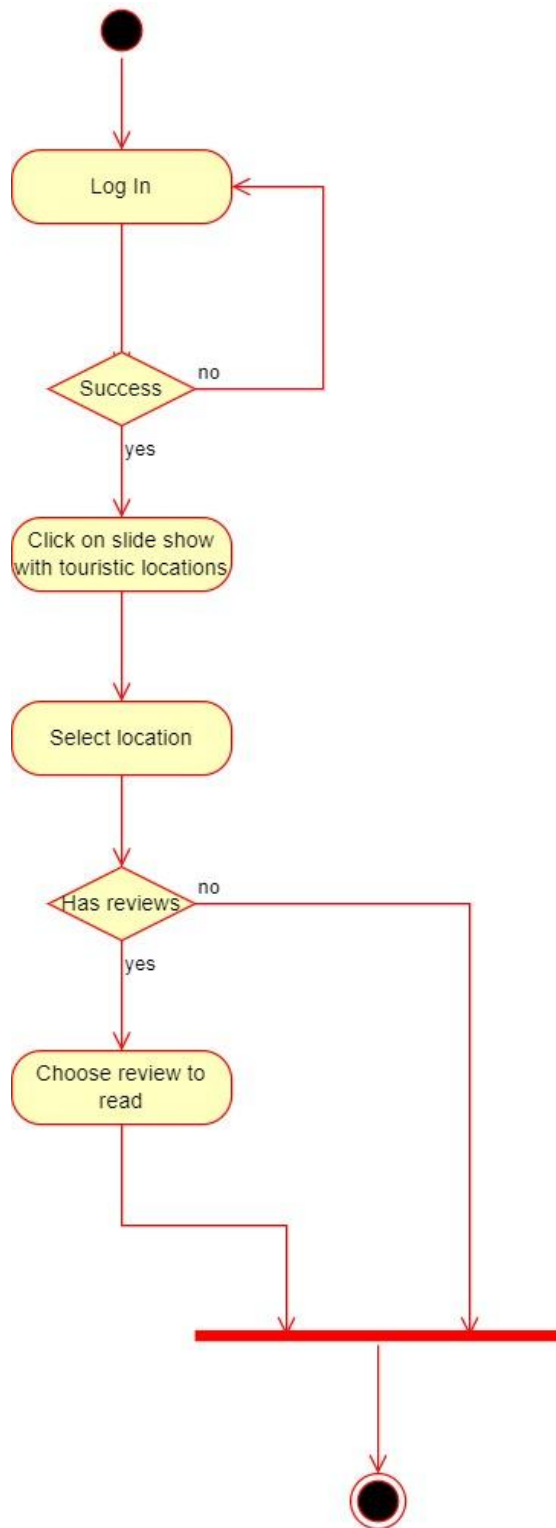 Log In
Success
no
yes
Click on slide show
with touristic locations
Select location
Has reviews
no
yes
Choose review to
read